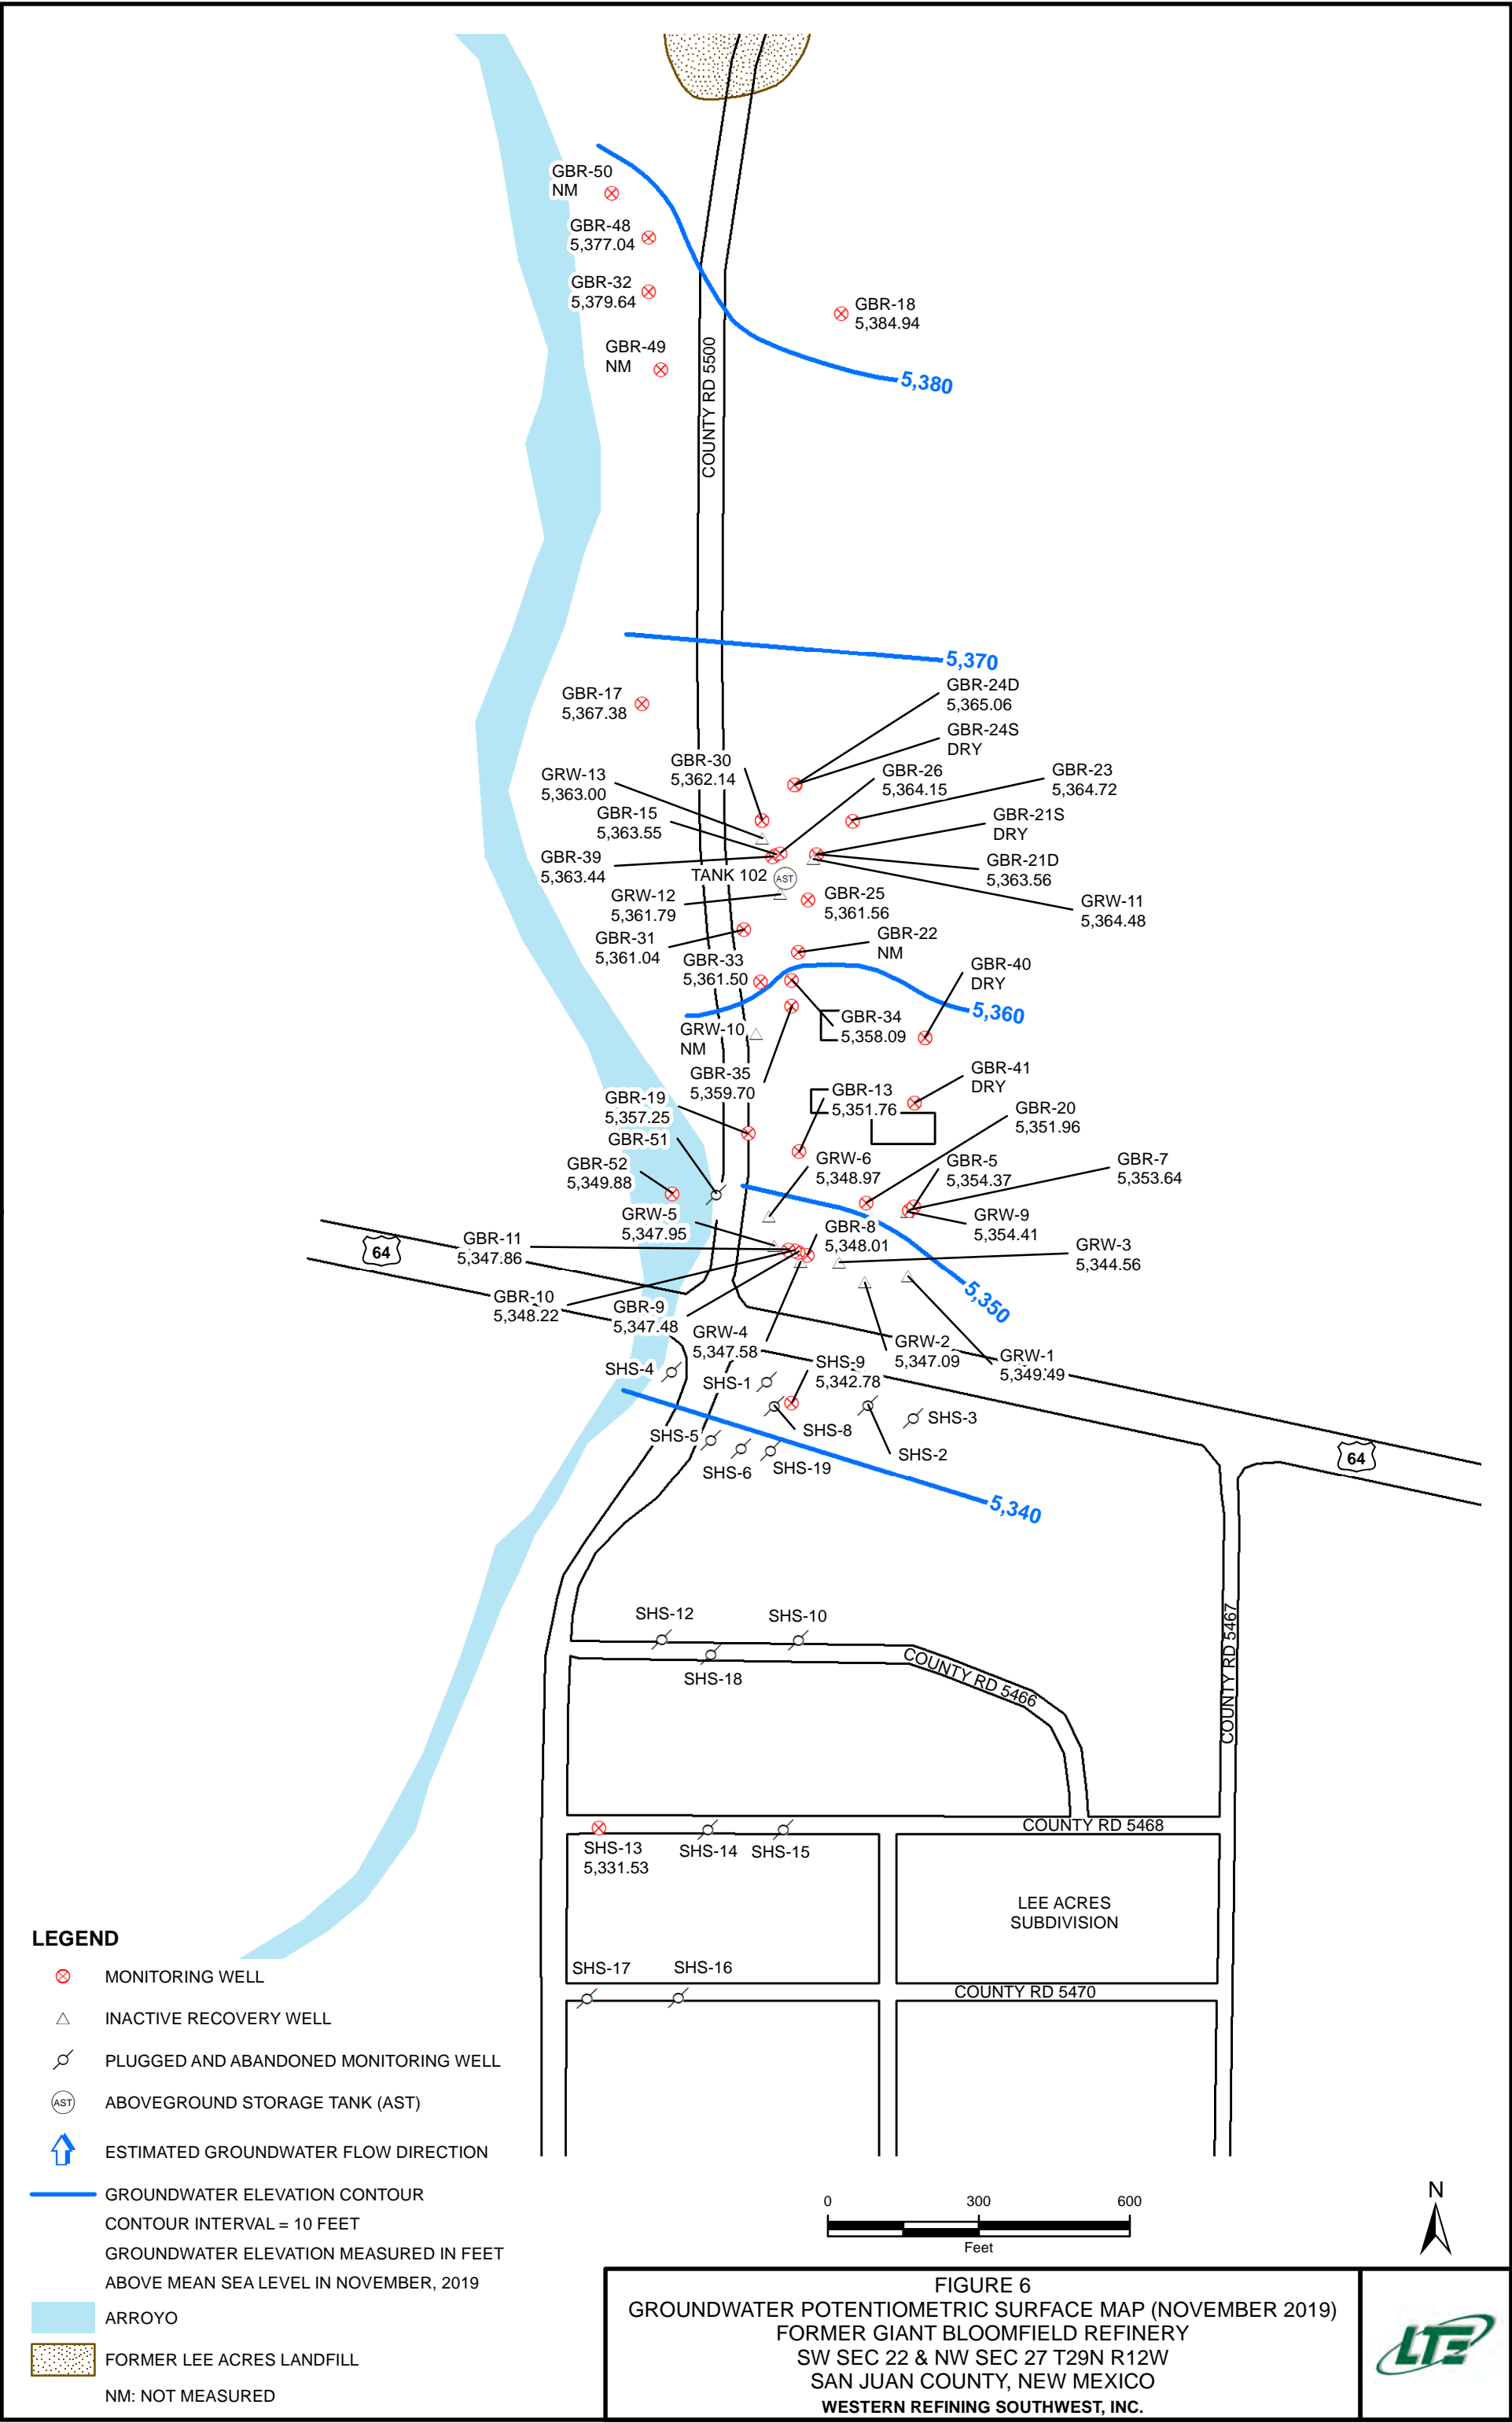 GBR-50
NM
GBR-48
5,377.04
GBR-32
5,379.64
GBR-18
5,384.94
GBR-49
NM
COUNTY RD 5500
5,380
5,370
GBR-17
5,367.38
GBR-24D
5,365.06
GBR-24S
DRY
GBR-30
5,362.14
GBR-26
5,364.15
GBR-23
5,364.72
GRW-13
5,363.00
GBR-15
5,363.55
GBR-21S
DRY
GBR-39
5,363.44
GBR-21D
5,363.56
TANK 102
AST
GRW-12
5,361.79
GBR-25
5,361.56
GRW-11
5,364.48
GBR-31
5,361.04
GBR-22
NM
GBR-33
5,361.50
GBR-40
DRY
5,360
GBR-34
5,358.09
GRW-10
NM
GBR-35
5,359.70
GBR-41
DRY
GBR-13
5,351.76
GBR-19
5,357.25
GBR-20
5,351.96
GBR-51
GBR-52
5,349.88
GRW-6
5,348.97
GBR-5
5,354.37
GBR-7
5,353.64
GRW-5
5,347.95
GBR-8
5,348.01
GRW-9
5,354.41
64
GBR-11
5,347.86
GRW-3
5,344.56
GBR-10
5,348.22
GBR-9
5,347.48
5,350
GRW-4
5,347.58
GRW-2
5,347.09
GRW-1
5,349.49
SHS-4
SHS-1
SHS-9
5,342.78
SHS-3
SHS-8
SHS-5
SHS-2
SHS-6
SHS-19
64
5,340
SHS-12
SHS-10
SHS-18
COUNTY RD 5466
COUNTY RD 5467
COUNTY RD 5468
SHS-13
5,331.53
SHS-14
SHS-15
LEE ACRES
SUBDIVISION
SHS-17
SHS-16
COUNTY RD 5470
LEGEND
MONITORING WELL
INACTIVE RECOVERY WELL
PLUGGED AND ABANDONED MONITORING WELL
AST
ABOVEGROUND STORAGE TANK (AST)
ESTIMATED GROUNDWATER FLOW DIRECTION
GROUNDWATER ELEVATION CONTOUR
CONTOUR INTERVAL = 10 FEET
GROUNDWATER ELEVATION MEASURED IN FEET
ABOVE MEAN SEA LEVEL IN NOVEMBER, 2019
ARROYO
FORMER LEE ACRES LANDFILL
NM: NOT MEASURED
0 300 600
Feet
N
FIGURE 6
GROUNDWATER POTENTIOMETRIC SURFACE MAP (NOVEMBER 2019)
FORMER GIANT BLOOMFIELD REFINERY
SW SEC 22 & NW SEC 27 T29N R12W
SAN JUAN COUNTY, NEW MEXICO
WESTERN REFINING SOUTHWEST, INC.
LTE